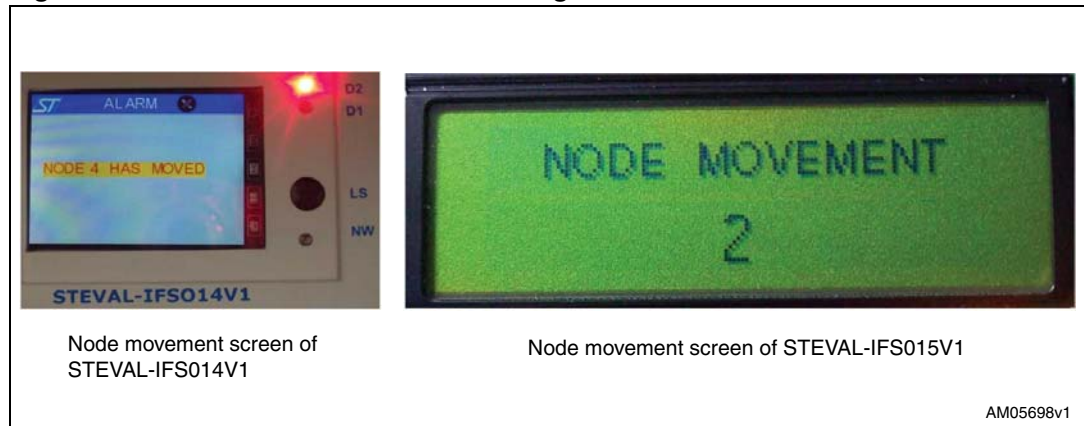 ST ALARM
NODE 4 HAS MOVED
D2
D1
LS
NW
STEVAL-IFS014V1
NODE MOVEMENT
2
Node movement screen of
STEVAL-IFS014V1
Node movement screen of STEVAL-IFS015V1
AM05698v1